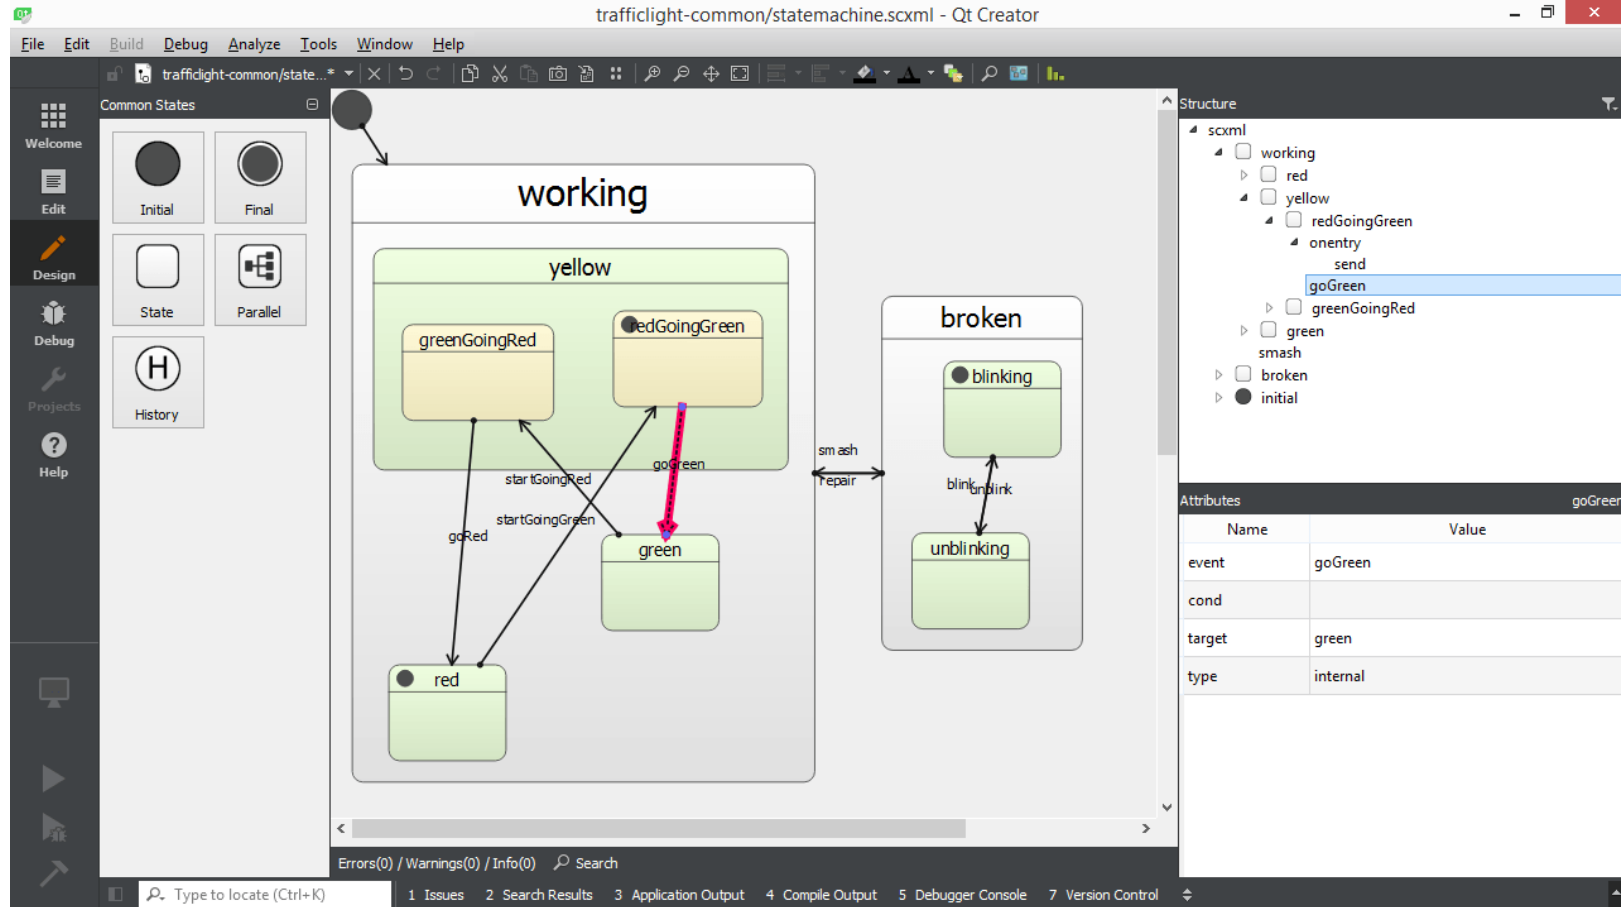 trafficlight-common/statemachine.scxml - Qt Creator
File Edit Build Debug Analyze Tools Window Help
trafficlight-common/state...*
Welcome
Edit
Design
Debug
Projects
Help
Common States
Initial
Final
State
Parallel
H
History
working
yellow
greenGoingRed
redGoingGreen
goGreen
startGoingRed
startGoingGreen
goRed
green
red
smash
repair
broken
blinking
blink
unblink
unblinking
Structure
scxml
working
red
yellow
redGoingGreen
onentry
send
goGreen
greenGoingRed
green
smash
broken
initial
Attributes goGreen
Name Value
event goGreen
cond
target green
type internal
Errors(0) / Warnings(0) / Info(0) Search
Type to locate (Ctrl+K) 1 Issues 2 Search Results 3 Application Output 4 Compile Output 5 Debugger Console 7 Version Control